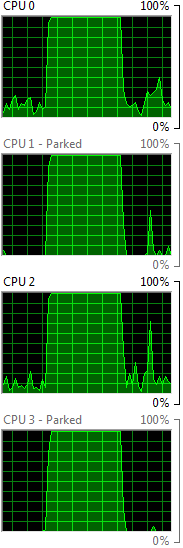 CPU 0 100%
0%
CPU 1 - Parked 100%
0%
CPU 2 100%
0%
CPU 3 - Parked 100%
0%